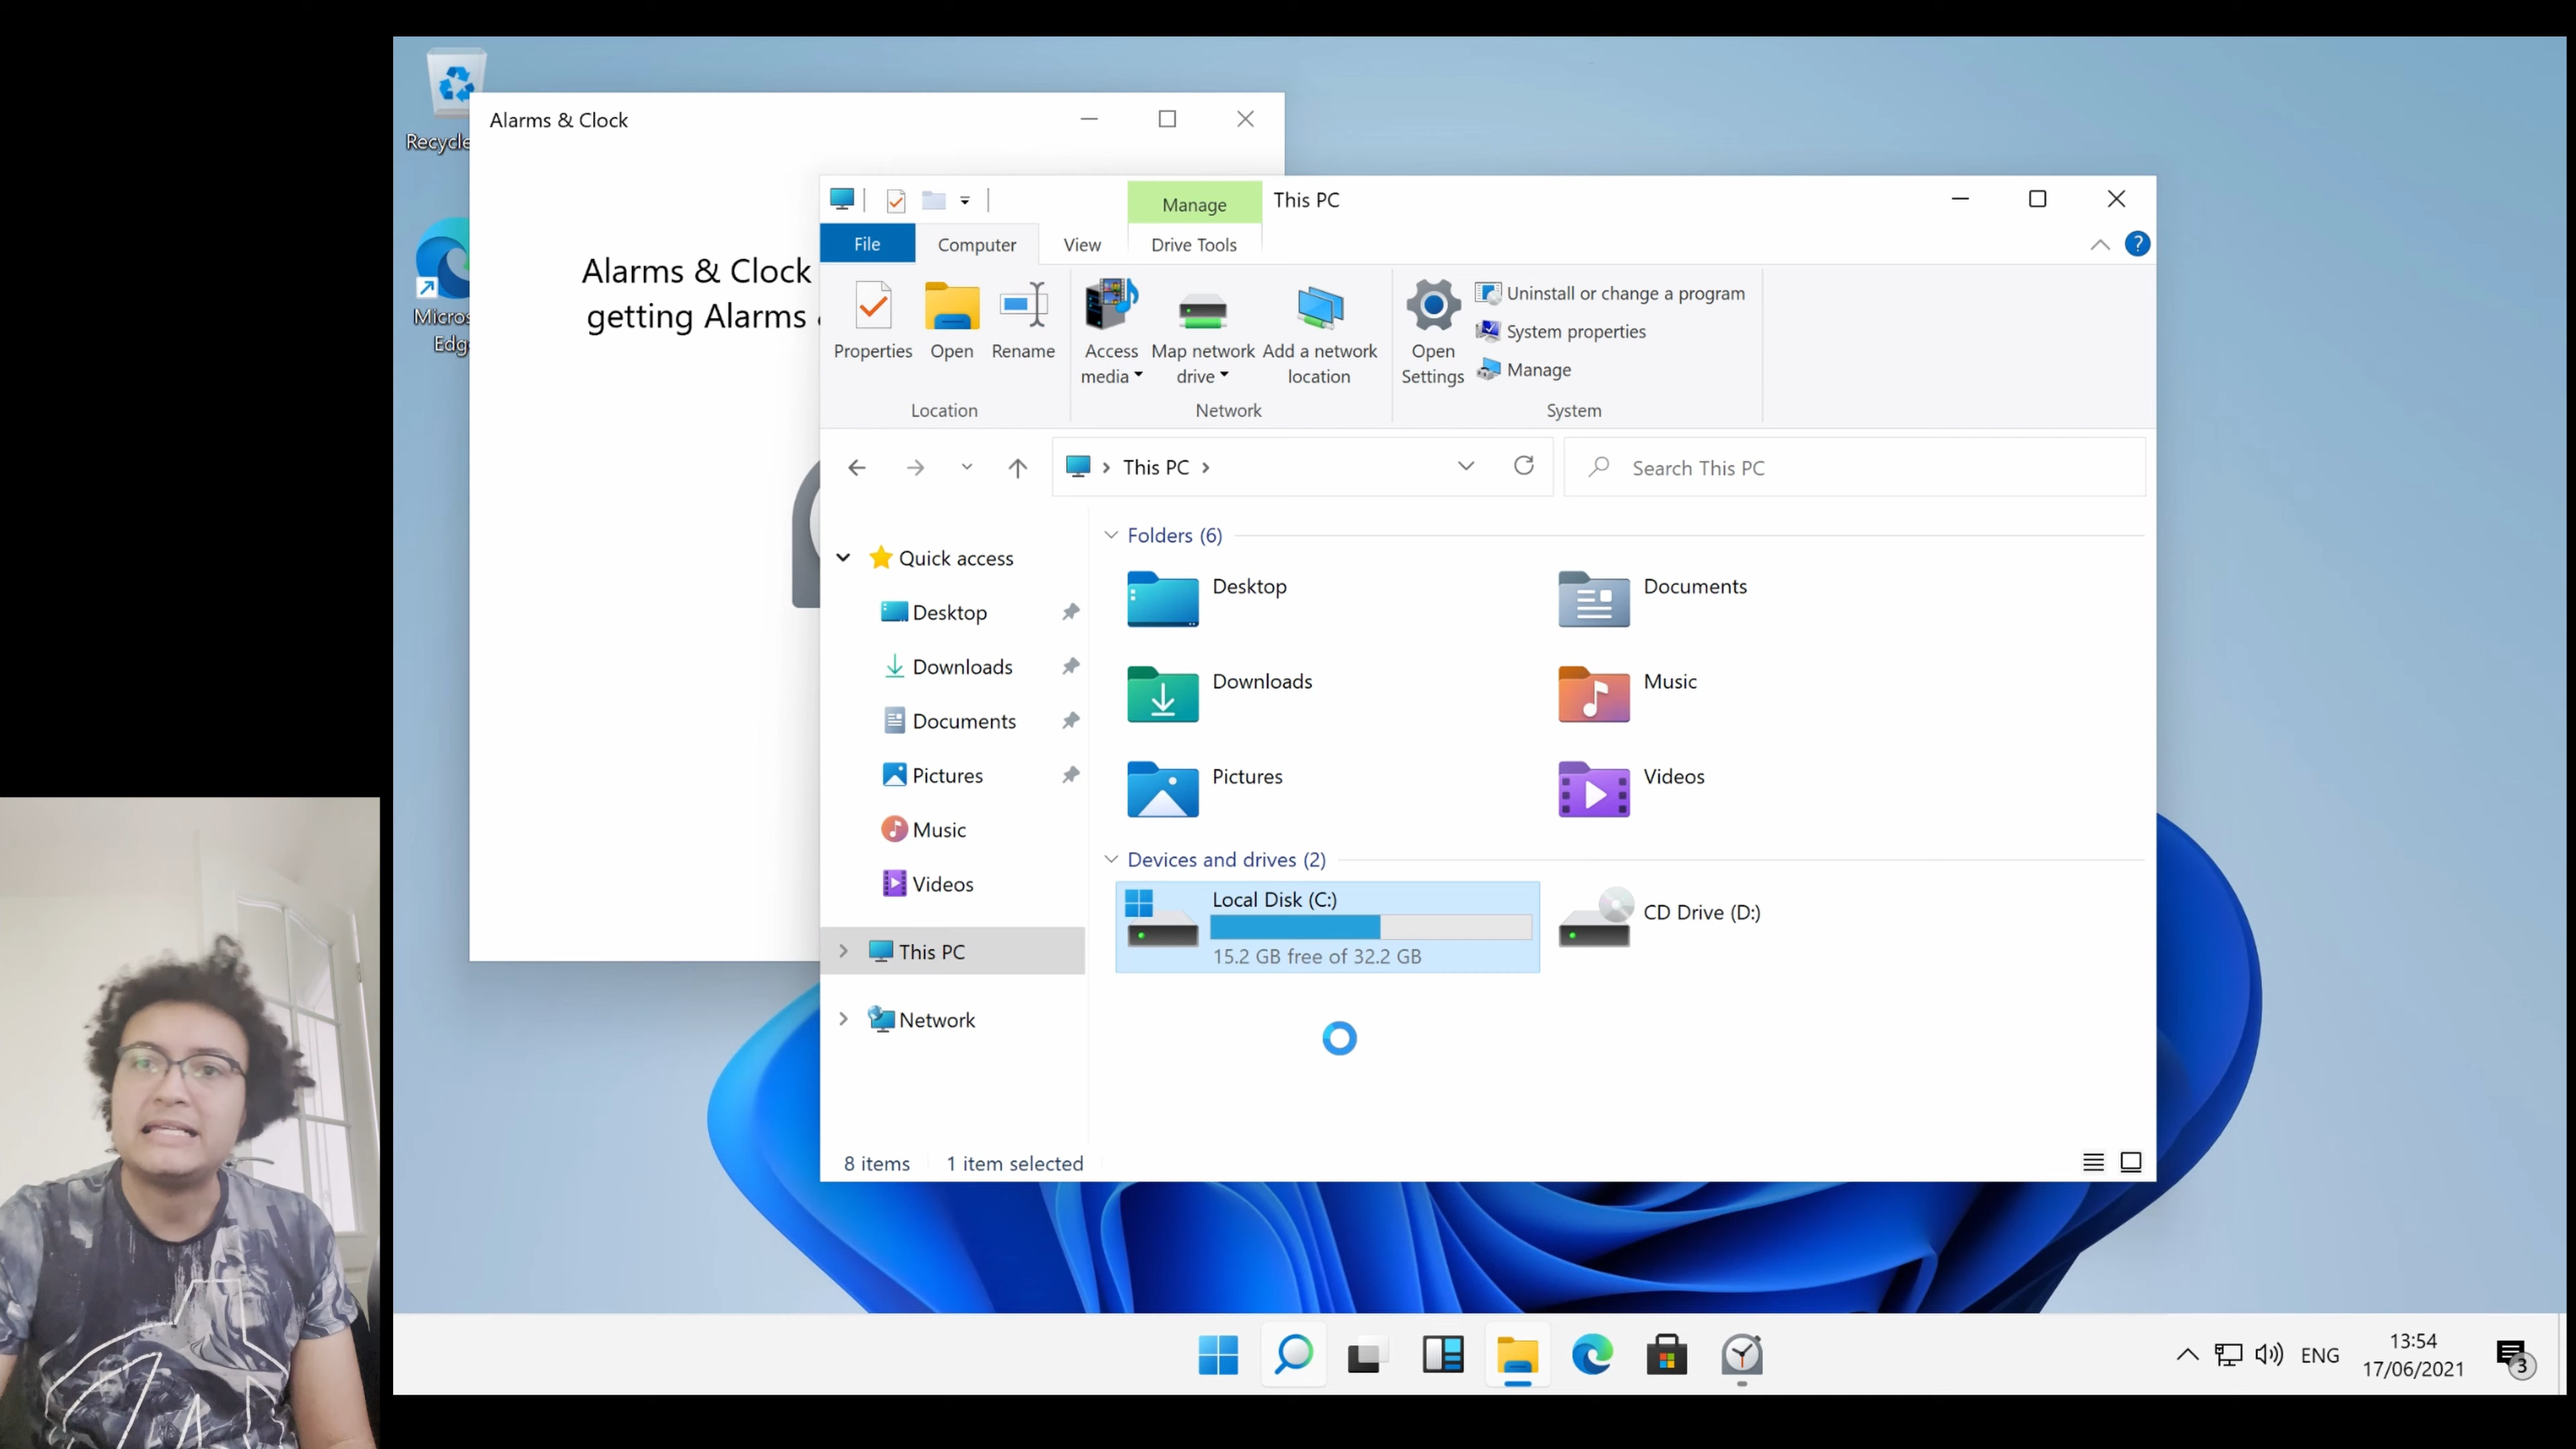 Recycle
Micros
Edge
Alarms & Clock
Alarms & Clock
getting Alarms
Manage
This PC
File
Computer
View
Drive Tools
Properties
Open
Rename
Access
media
Map network
drive
Add a network
location
Open
Settings
Uninstall or change a program
System properties
Manage
Location
Network
System
This PC
Search This PC
Quick access
Desktop
Downloads
Documents
Pictures
Music
Videos
This PC
Network
Folders (6)
Desktop
Documents
Downloads
Music
Pictures
Videos
Devices and drives (2)
Local Disk (C:)
15.2 GB free of 32.2 GB
CD Drive (D:)
8 items
1 item selected
ENG
13:54
17/06/2021
3